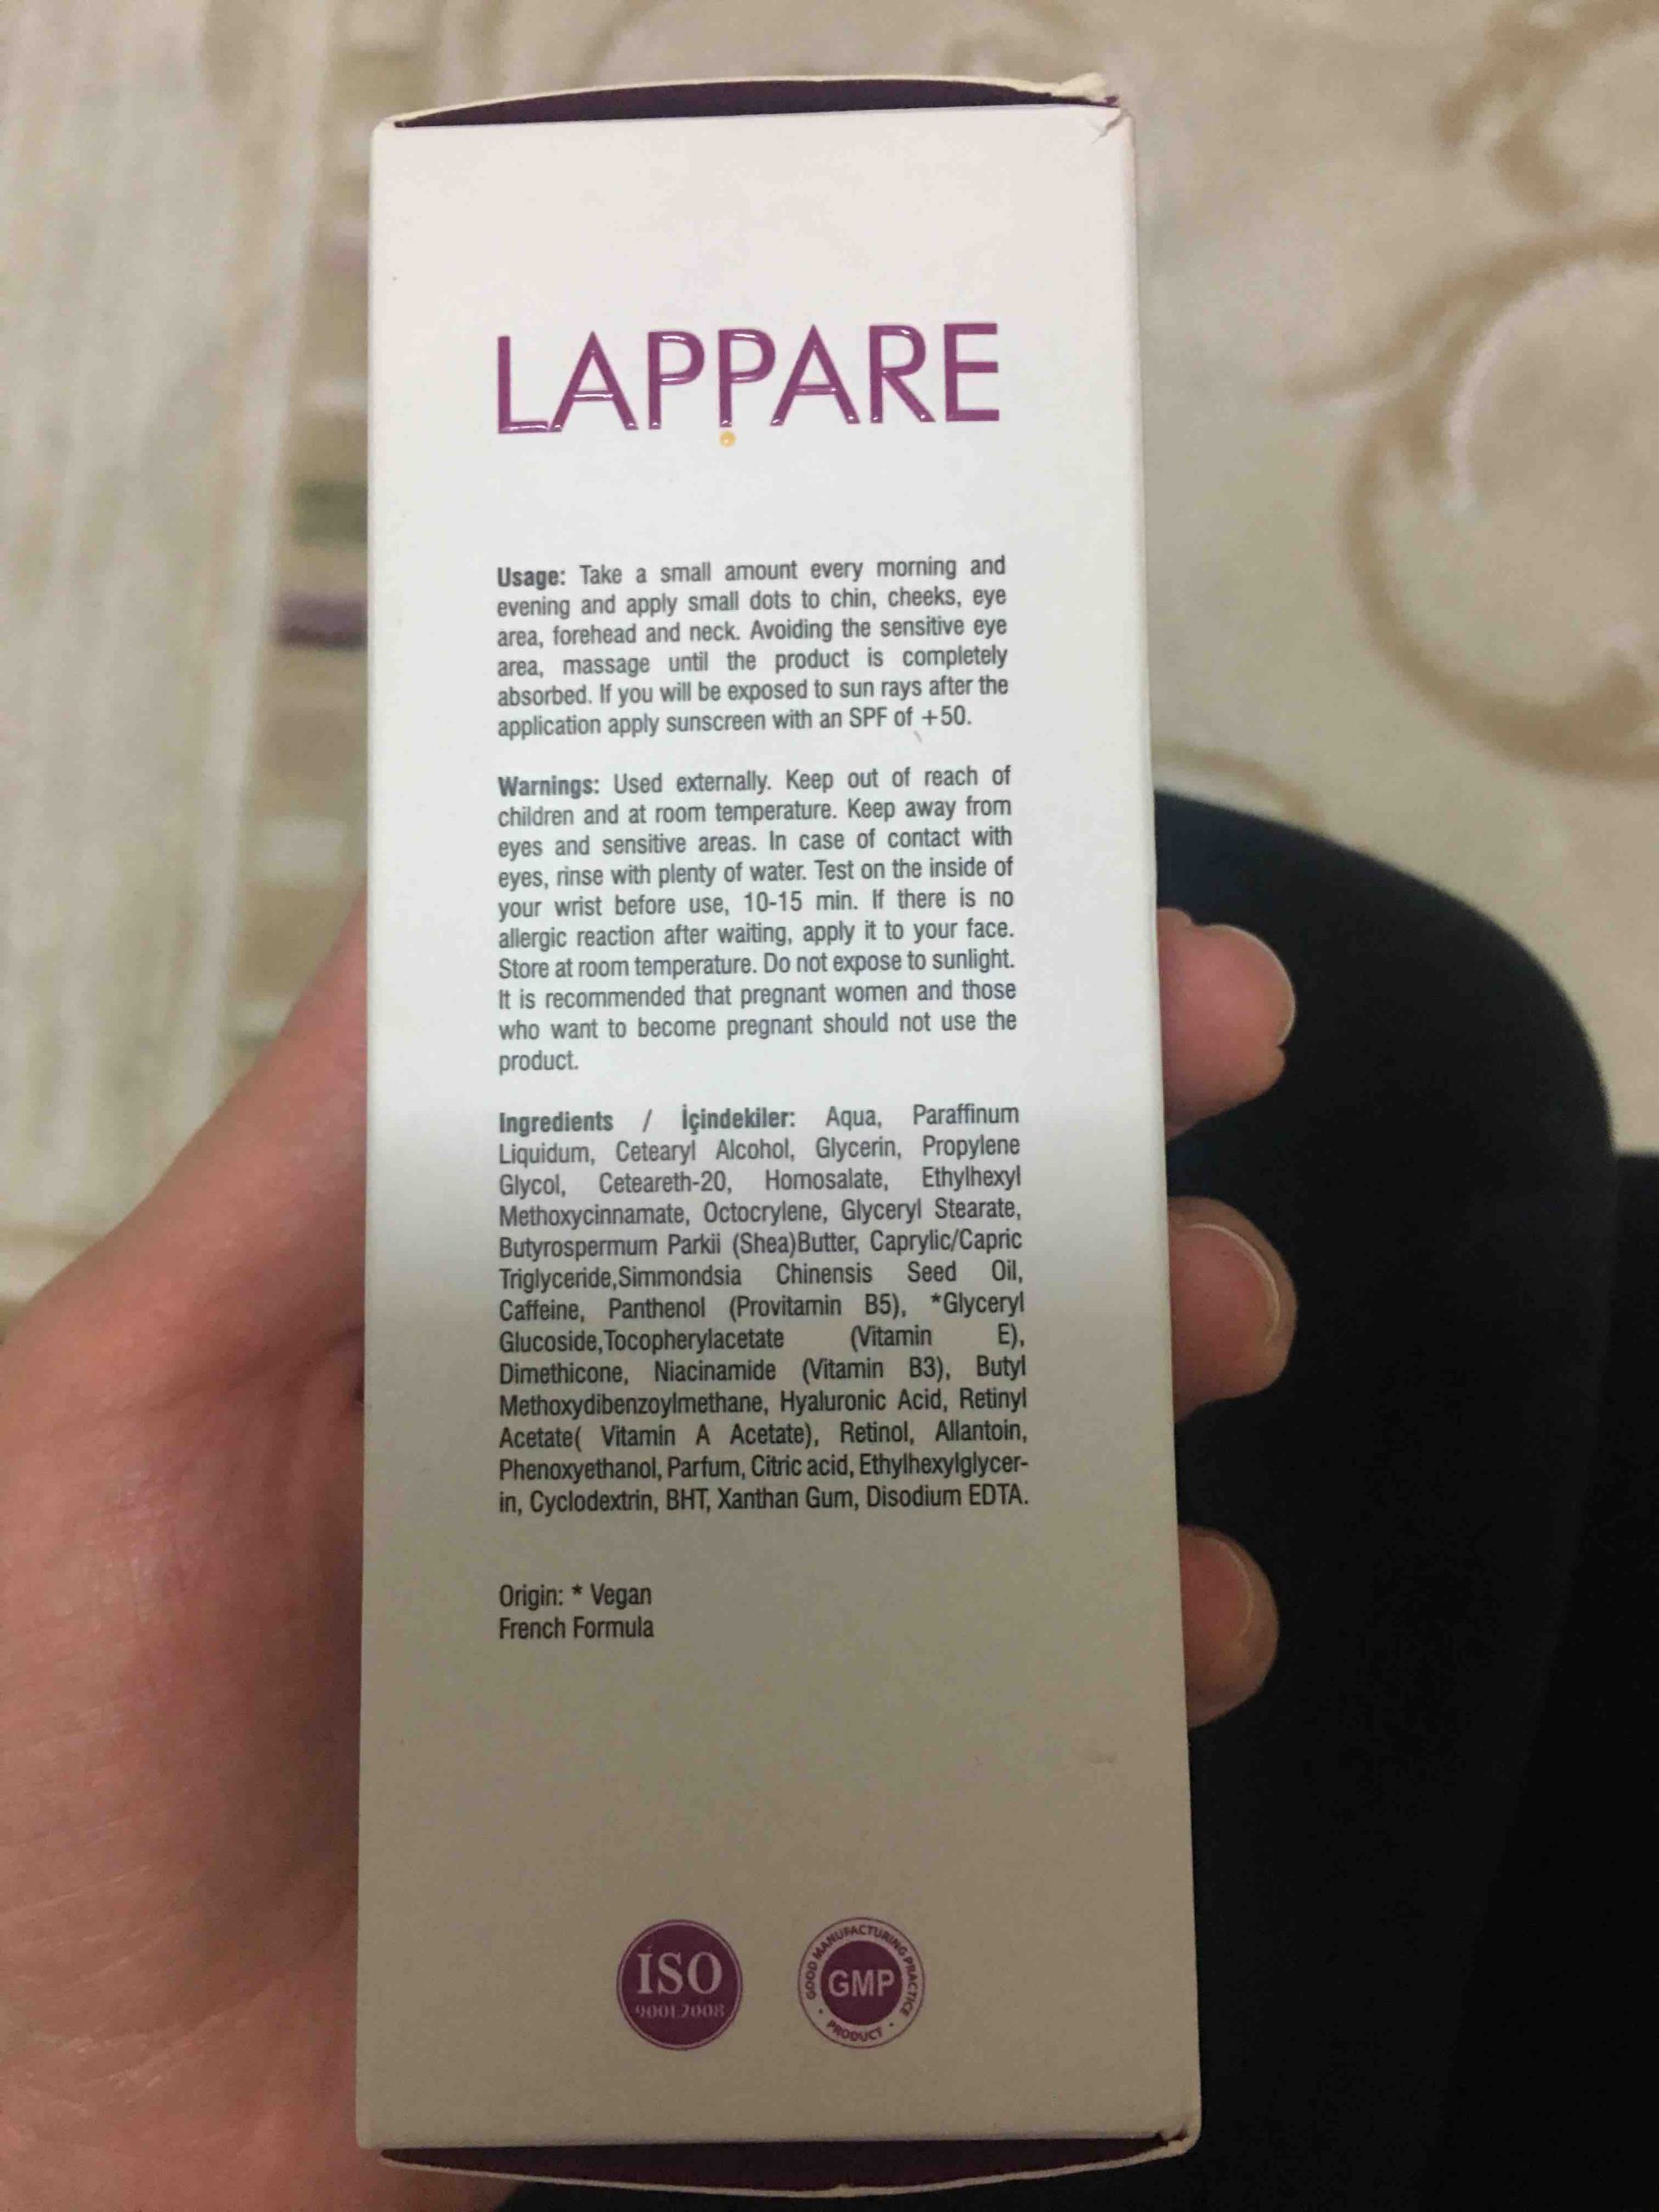 LAPPARE
Usage: Take a small amount every morning and
evening and apply small dots to chin, cheeks, eye
area, forehead and neck. Avoiding the sensitive eye
area, massage until the product is completely
absorbed. If you will be exposed to sun rays after the
application apply sunscreen with an SPF of +50.
Warnings: Used externally. Keep out of reach of
children and at room temperature. Keep away from
eyes and sensitive areas. In case of contact with
eyes, rinse with plenty of water. Test on the inside of
your wrist before use, 10-15 min. If there is no
allergic reaction after waiting, apply it to your face.
Store at room temperature. Do not expose to sunlight.
It is recommended that pregnant women and those
who want to become pregnant should not use the
product.
Ingredients / İçindekiler: Aqua, Paraffinum
Liquidum, Cetearyl Alcohol, Glycerin, Propylene
Glycol, Ceteareth-20, Homosalate, Ethylhexyl
Methoxycinnamate, Octocrylene, Glyceryl Stearate,
Butyrospermum Parkii (Shea)Butter, Caprylic/Capric
Triglyceride,Simmondsia Chinensis Seed Oil,
Caffeine, Panthenol (Provitamin B5), *Glyceryl
Glucoside,Tocopherylacetate (Vitamin E),
Dimethicone, Niacinamide (Vitamin B3), Butyl
Methoxydibenzoylmethane, Hyaluronic Acid, Retinyl
Acetate( Vitamin A Acetate), Retinol, Allantoin,
Phenoxyethanol, Parfum, Citric acid, Ethylhexylglycer-
in, Cyclodextrin, BHT, Xanthan Gum, Disodium EDTA.
Origin: * Vegan
French Formula
İSO
9001.2008
GOOD MANUFACTURING PRACTICE
GMP
PRODUCT